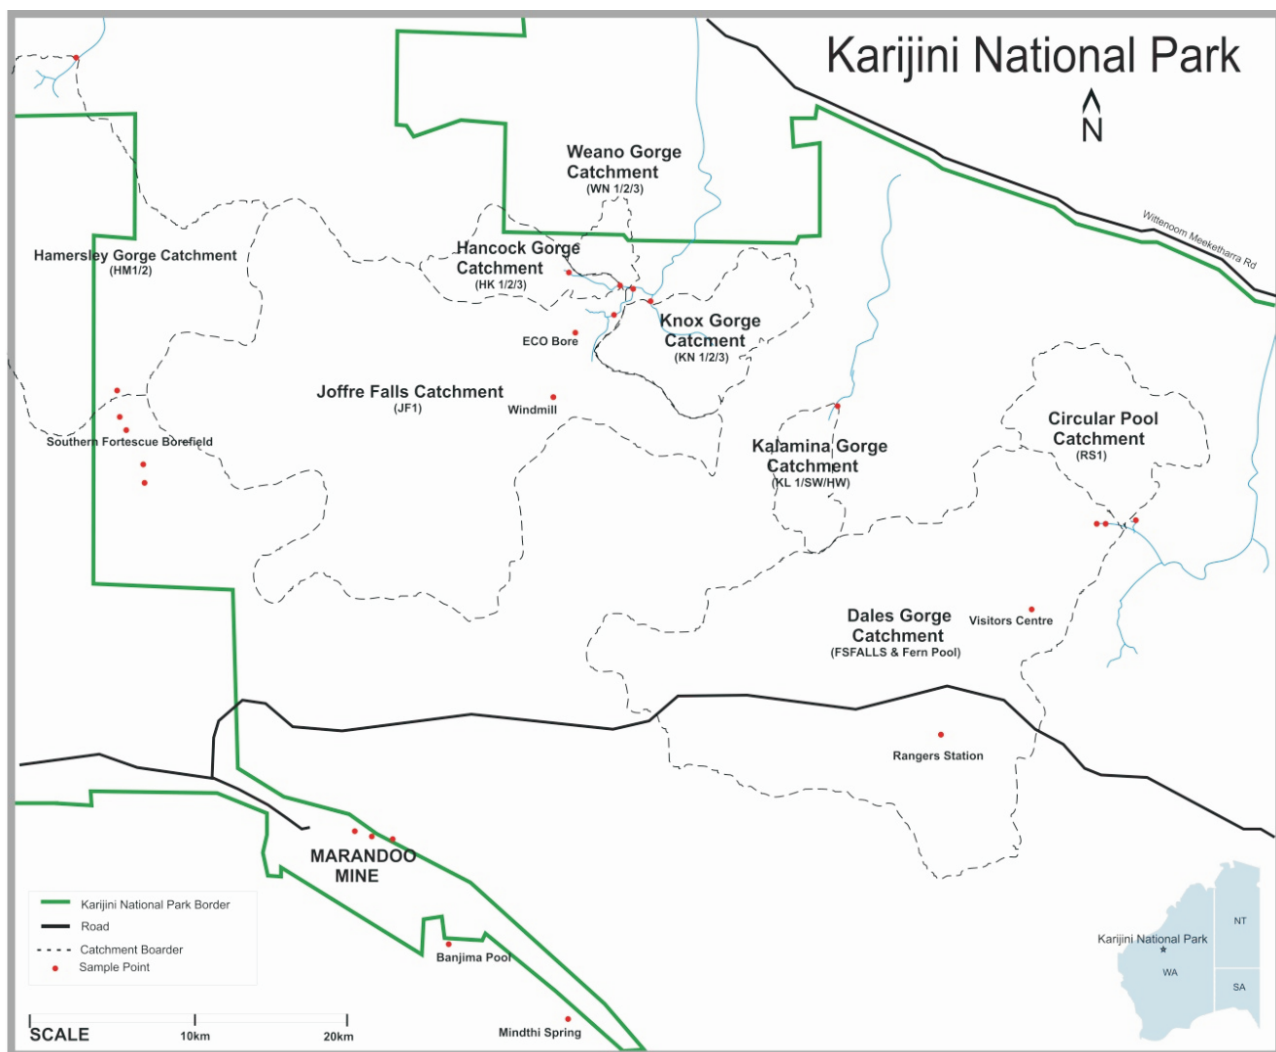 Karijini National Park
N
Weano Gorge
Catchment
(WN 1/2/3)
Wittenoom Meeketharra Rd
Hamersley Gorge Catchment
(HM1/2)
Hancock Gorge
Catchment
(HK 1/2/3)
Knox Gorge
Catcment
(KN 1/2/3)
ECO Bore
Joffre Falls Catchment
(JF1)
Windmill
Circular Pool
Catchment
(RS1)
Southern Fortescue Borefield
Kalamina Gorge
Catchment
(KL 1/SW/HW)
Dales Gorge
Catchment
(FSFALLS & Fern Pool)
Visitors Centre
Rangers Station
MARANDOO
MINE
Karijini National Park Border
Road
Catchment Boarder
Sample Point
Banjima Pool
Mindthi Spring
SCALE
10km
20km
Karijini National Park
NT
WA
SA